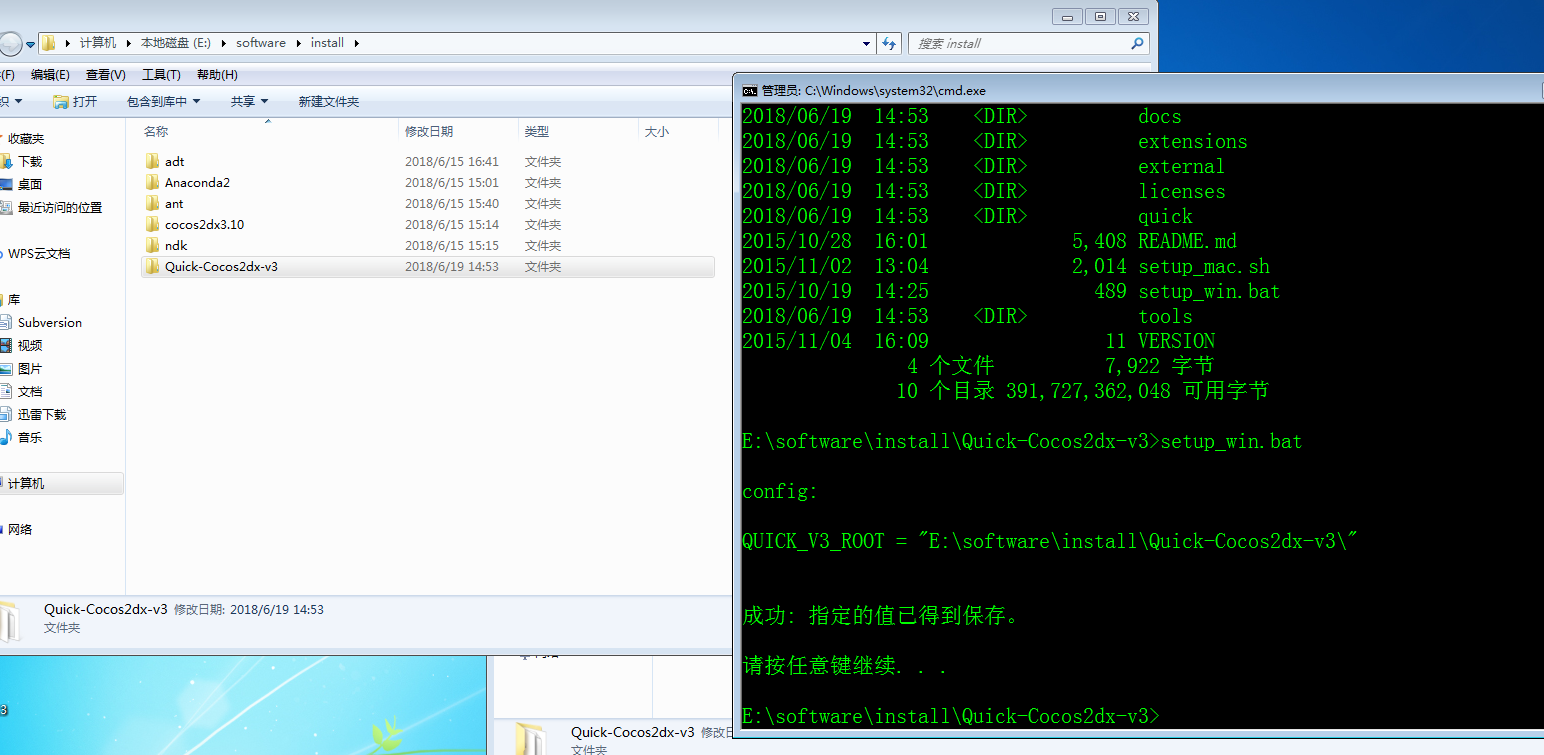 计算机 ▸ 本地磁盘 (E:) ▸ software ▸ install ▸
搜索 install
(F) 编辑(E) 查看(V) 工具(T) 帮助(H)
打开 包含到库中 共享 新建文件夹
名称 修改日期 类型 大小
收藏夹
下载
桌面
最近访问的位置
WPS云文档
库
Subversion
视频
图片
文档
迅雷下载
音乐
计算机
网络
adt 2018/6/15 16:41 文件夹
Anaconda2 2018/6/15 15:01 文件夹
ant 2018/6/15 15:40 文件夹
cocos2dx3.10 2018/6/15 15:14 文件夹
ndk 2018/6/15 15:15 文件夹
Quick-Cocos2dx-v3 2018/6/19 14:53 文件夹
Quick-Cocos2dx-v3 修改日期: 2018/6/19 14:53
文件夹
管理员: C:\Windows\system32\cmd.exe
2018/06/19 14:53 <DIR> docs
2018/06/19 14:53 <DIR> extensions
2018/06/19 14:53 <DIR> external
2018/06/19 14:53 <DIR> licenses
2018/06/19 14:53 <DIR> quick
2015/10/28 16:01 5,408 README.md
2015/11/02 13:04 2,014 setup_mac.sh
2015/10/19 14:25 489 setup_win.bat
2018/06/19 14:53 <DIR> tools
2015/11/04 16:09 11 VERSION
4 个文件 7,922 字节
10 个目录 391,727,362,048 可用字节
E:\software\install\Quick-Cocos2dx-v3>setup_win.bat
config:
QUICK_V3_ROOT = "E:\software\install\Quick-Cocos2dx-v3\"
成功: 指定的值已得到保存。
请按任意键继续. . .
E:\software\install\Quick-Cocos2dx-v3>
Quick-Cocos2dx-v3 修改
文件夹